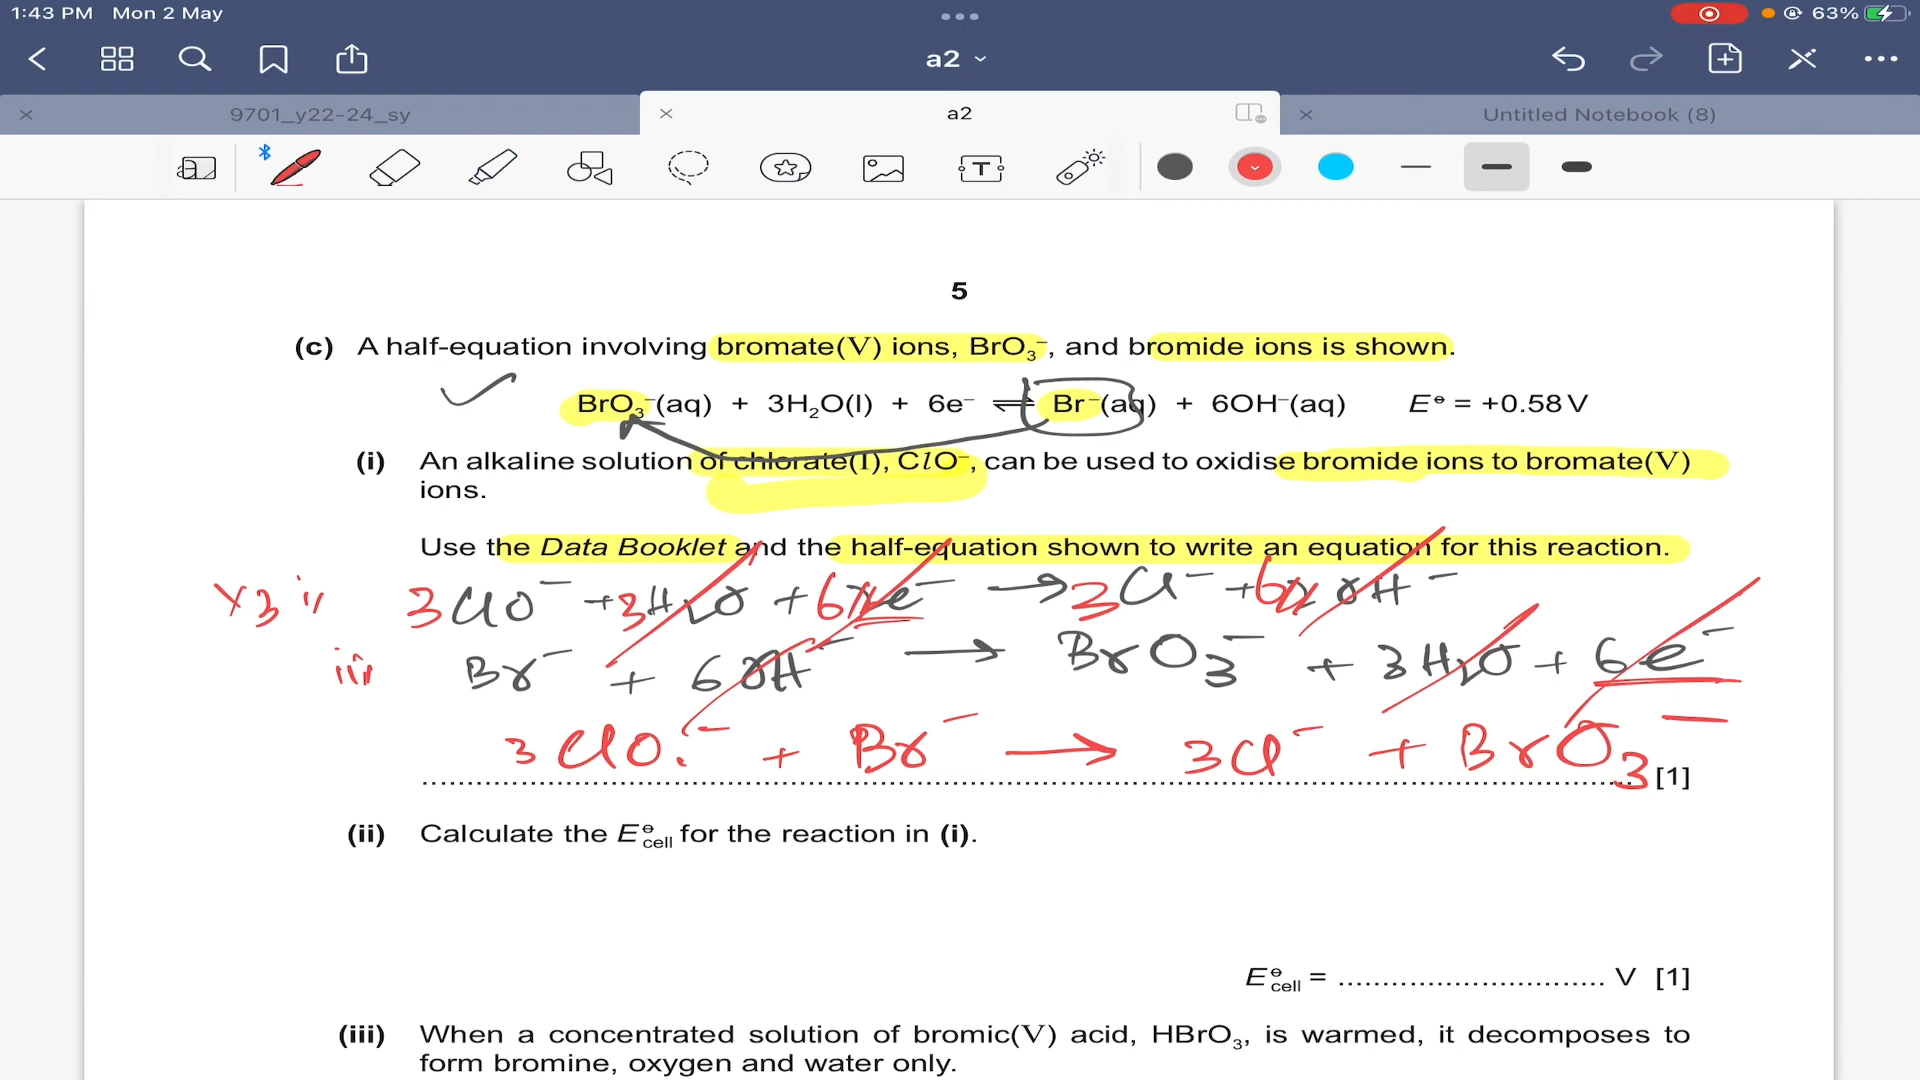 1:43 PM Mon 2 May
63%
a2
9701_y22-24_sy
a2
Untitled Notebook (8)
5
(c) A half-equation involving bromate(V) ions, BrO₃⁻, and bromide ions is shown.
BrO₃⁻(aq) + 3H₂O(l) + 6e⁻ ⇌ Br⁻(aq) + 6OH⁻(aq) E⦵ = +0.58 V
(i) An alkaline solution of chlorate(I), ClO⁻, can be used to oxidise bromide ions to bromate(V)
ions.
Use the Data Booklet and the half-equation shown to write an equation for this reaction.
x3 i, 3ClO⁻ + 3H₂O + 6e⁻ → 3Cl⁻ + 6OH⁻
ii, Br⁻ + 6OH⁻ → BrO₃⁻ + 3H₂O + 6e⁻
3ClO⁻ + Br⁻ → 3Cl⁻ + BrO₃⁻
[1]
(ii) Calculate the E⦵cell for the reaction in (i).
E⦵cell = .............................. V [1]
(iii) When a concentrated solution of bromic(V) acid, HBrO₃, is warmed, it decomposes to
form bromine, oxygen and water only.